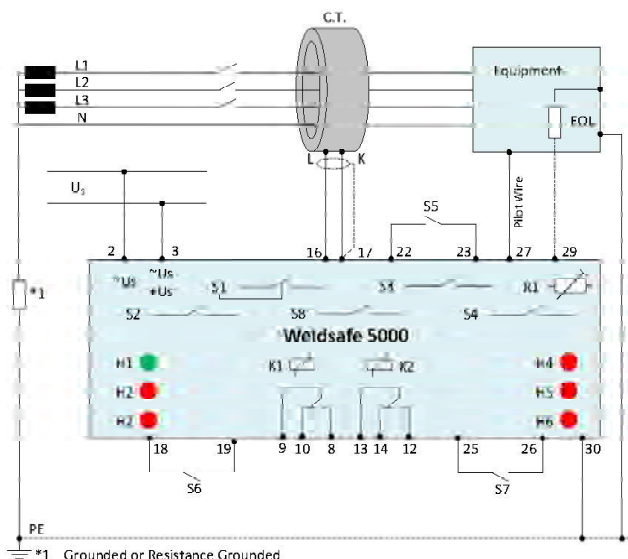 C.T.
L1
L2
L3
N
Equipment
EOL
L K
Us
S5
Pilot Wire
2 3 16 17 22 23 27 29
*1
~Us
~Us
+Us
S1 S3 R1
S2 S8 S4
Weldsafe 5000
H1 K1 K2 H4
H2 H5
H2 H6
18 19 9 10 8 13 14 12 25 26 30
S6 S7
PE
*1 Grounded or Resistance Grounded